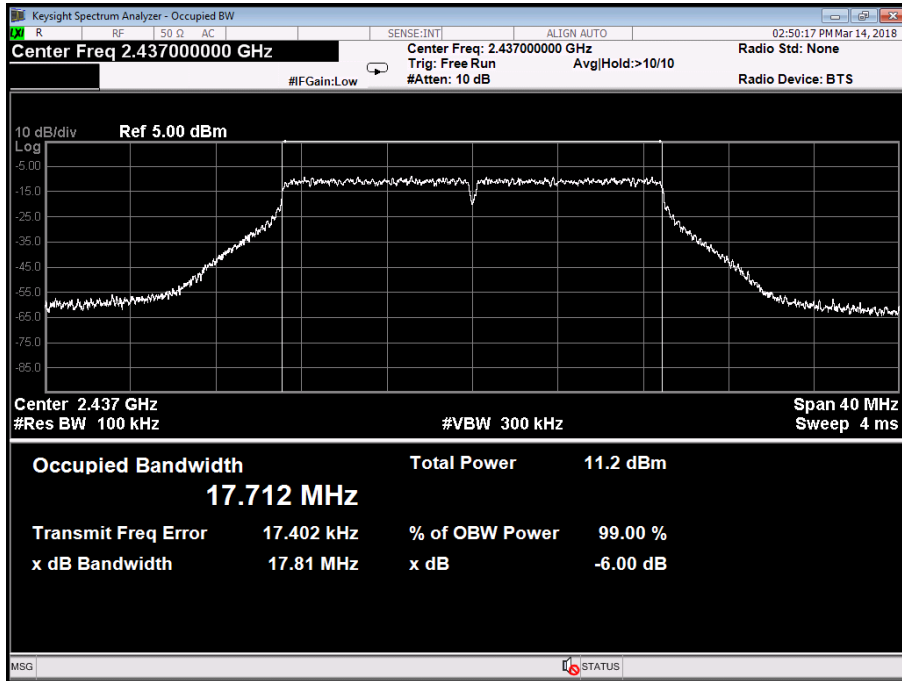 Keysight Spectrum Analyzer - Occupied BW
LXI R RF 50 Ω AC SENSE:INT ALIGN AUTO 02:50:17 PM Mar 14, 2018
Center Freq 2.437000000 GHz Center Freq: 2.437000000 GHz Radio Std: None
Trig: Free Run Avg|Hold:>10/10
#IFGain:Low #Atten: 10 dB Radio Device: BTS
10 dB/div Ref 5.00 dBm
Log
-5.00
-15.0
-25.0
-35.0
-45.0
-55.0
-65.0
-75.0
-85.0
Center 2.437 GHz Span 40 MHz
#Res BW 100 kHz #VBW 300 kHz Sweep 4 ms
Occupied Bandwidth Total Power 11.2 dBm
17.712 MHz
Transmit Freq Error 17.402 kHz % of OBW Power 99.00 %
x dB Bandwidth 17.81 MHz x dB -6.00 dB
MSG STATUS